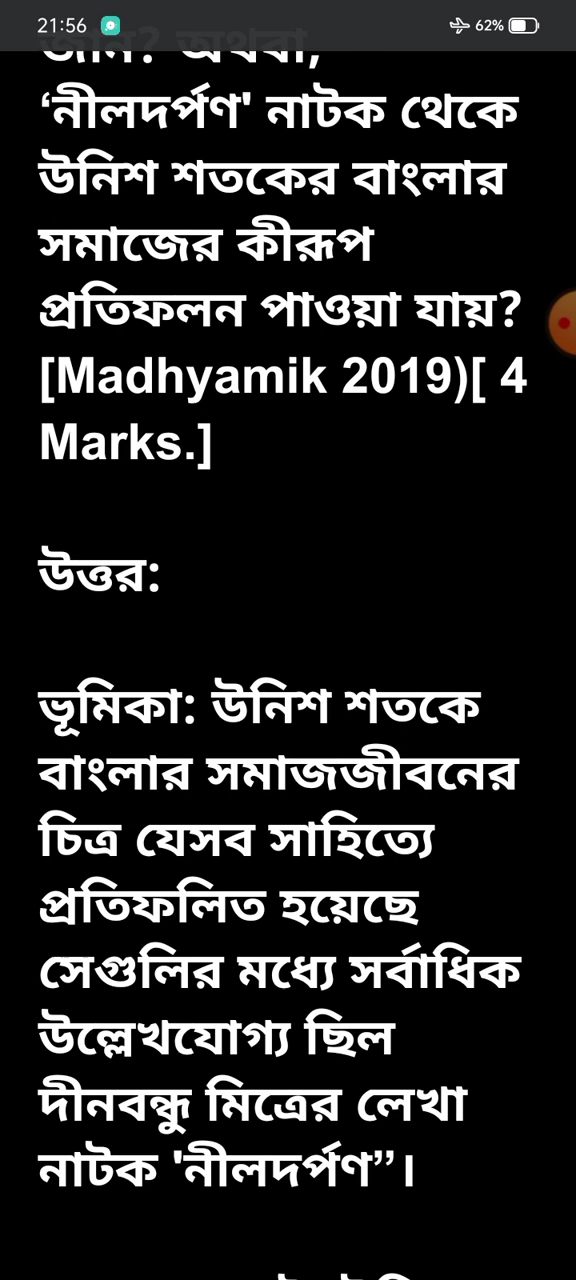 21:56
62%
জান? অথবা,
‘নীলদর্পণ' নাটক থেকে
উনিশ শতকের বাংলার
সমাজের কীরূপ
প্রতিফলন পাওয়া যায়?
[Madhyamik 2019)[ 4
Marks.]
উত্তর:
ভূমিকা: উনিশ শতকে
বাংলার সমাজজীবনের
চিত্র যেসব সাহিত্যে
প্রতিফলিত হয়েছে
সেগুলির মধ্যে সর্বাধিক
উল্লেখযোগ্য ছিল
দীনবন্ধু মিত্রের লেখা
নাটক 'নীলদর্পণ”।